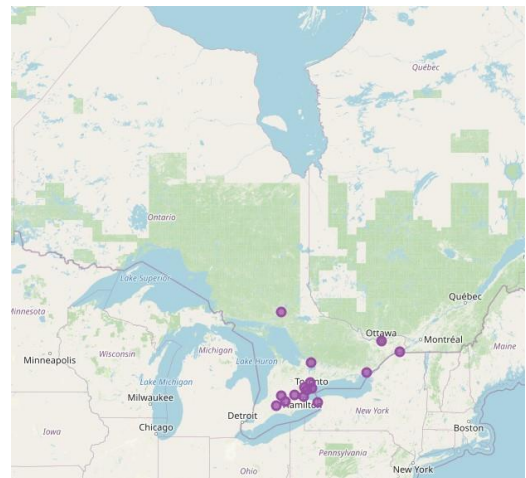 Québec
Ontario
Lake Superior
Québec
Minnesota
Ottawa
Montréal
Maine
Minneapolis
Wisconsin
Michigan
Lake Huron
Toronto
Lake Michigan
Milwaukee
Hamilton
Detroit
New York
Chicago
Boston
Iowa
Pennsylvania
Ohio
New York